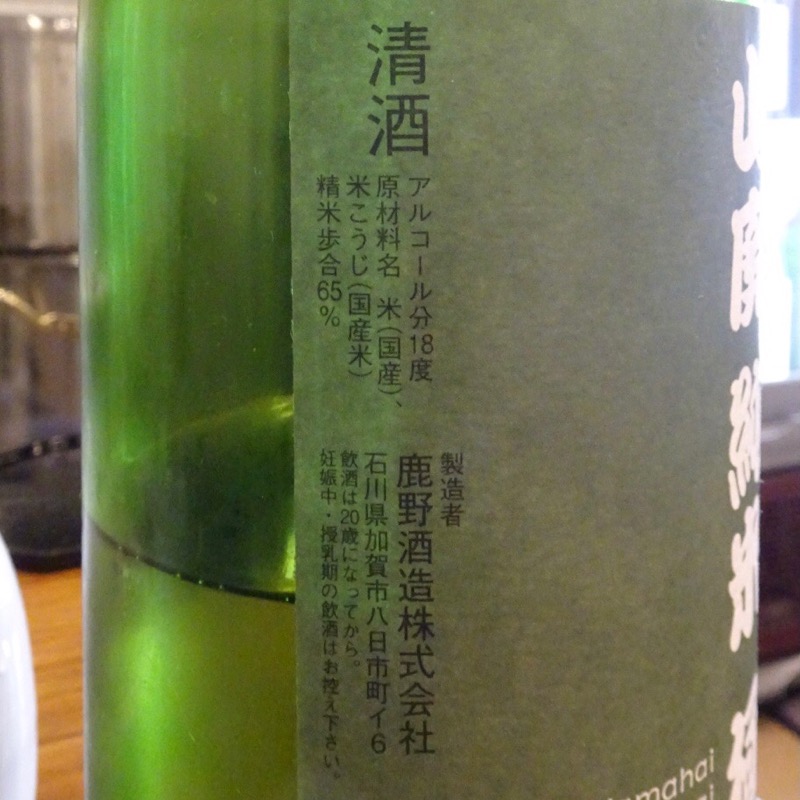 山廃純米
清酒
アルコール分18度
原材料名 米(国産)、
米こうじ(国産米)
精米歩合65%
製造者
鹿野酒造株式会社
石川県加賀市八日市町イ6
飲酒は20歳になってから。
妊娠中・授乳期の飲酒はお控え下さい。